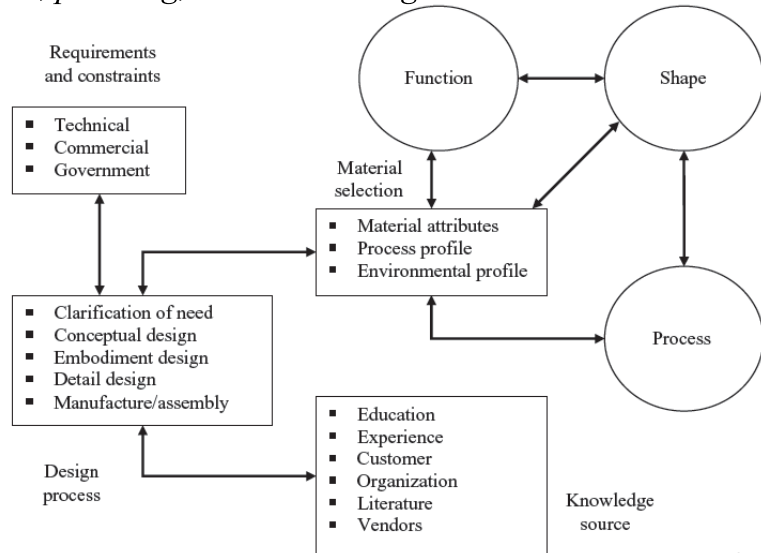 Requirements
and constraints
▪ Technical
▪ Commercial
▪ Government
Function
Shape
Material
selection
▪ Material attributes
▪ Process profile
▪ Environmental profile
▪ Clarification of need
▪ Conceptual design
▪ Embodiment design
▪ Detail design
▪ Manufacture/assembly
Process
Design
process
▪ Education
▪ Experience
▪ Customer
▪ Organization
▪ Literature
▪ Vendors
Knowledge
source